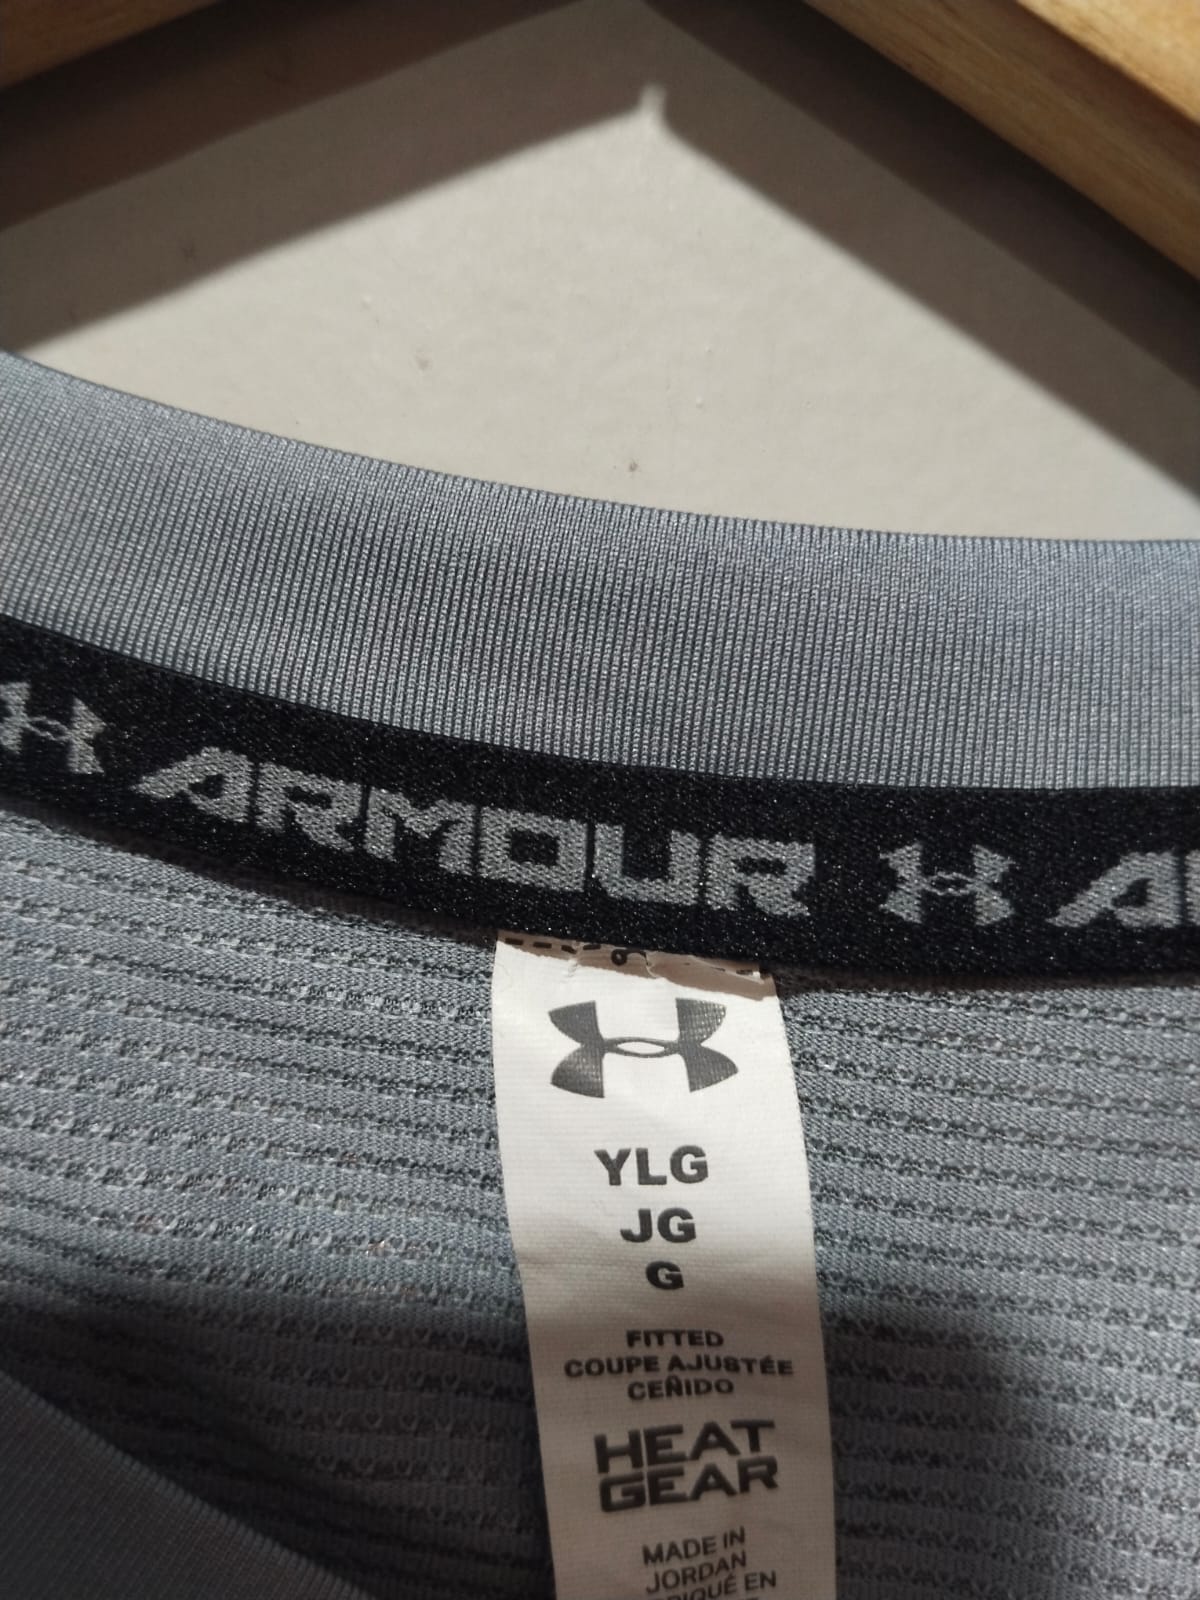 ARMOUR
YLG
JG
G
FITTED
COUPE AJUSTÉE
CEÑIDO
HEAT
GEAR
MADE IN
JORDAN